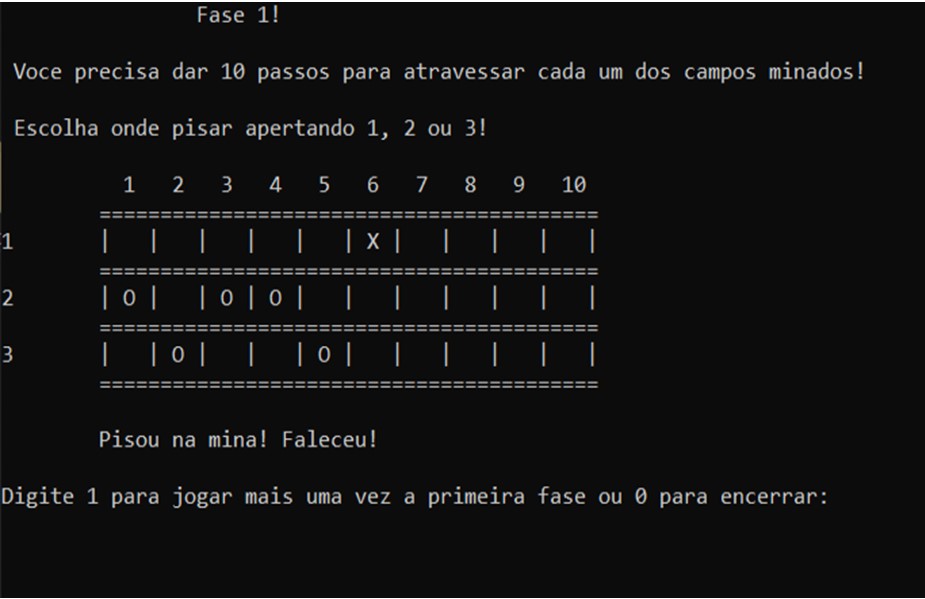 Fase 1!
Voce precisa dar 10 passos para atravessar cada um dos campos minados!
Escolha onde pisar apertando 1, 2 ou 3!
1 2 3 4 5 6 7 8 9 10
=========================================
1 | | | | | | X | | | | |
=========================================
2 | O | | O | O | | | | | | |
=========================================
3 | | O | | | O | | | | | |
=========================================
Pisou na mina! Faleceu!
Digite 1 para jogar mais uma vez a primeira fase ou 0 para encerrar: